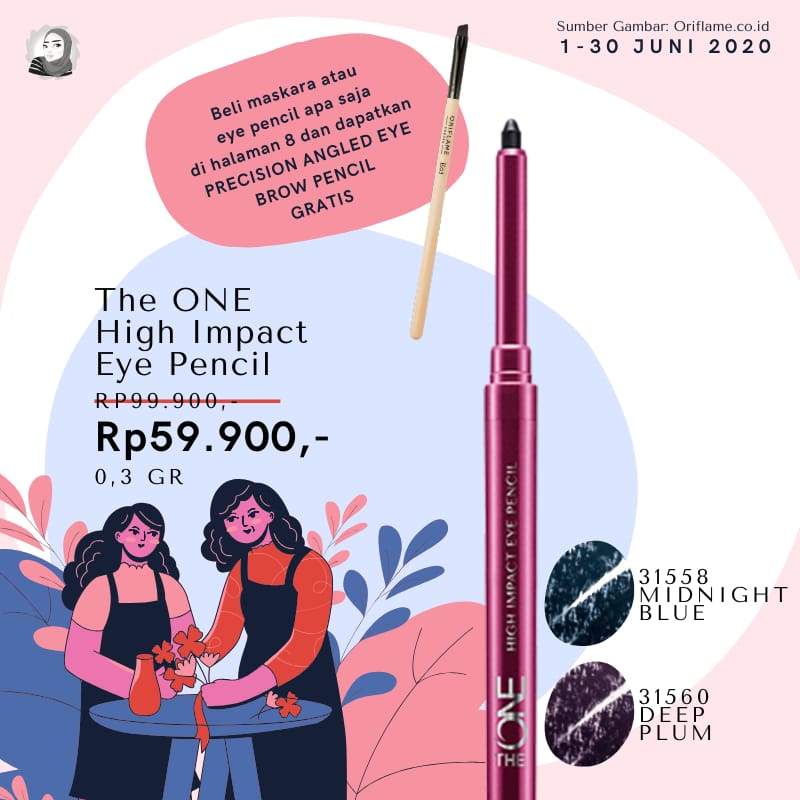 Sumber Gambar: Oriflame.co.id
1-30 JUNI 2020
Beli maskara atau
eye pencil apa saja
di halaman 8 dan dapatkan
PRECISION ANGLED EYE
BROW PENCIL
GRATIS
ORIFLAME
The ONE
High Impact
Eye Pencil
RP99.900,-
Rp59.900,-
0,3 GR
HIGH IMPACT EYE PENCIL
THE ONE
31558
MIDNIGHT
BLUE
31560
DEEP
PLUM